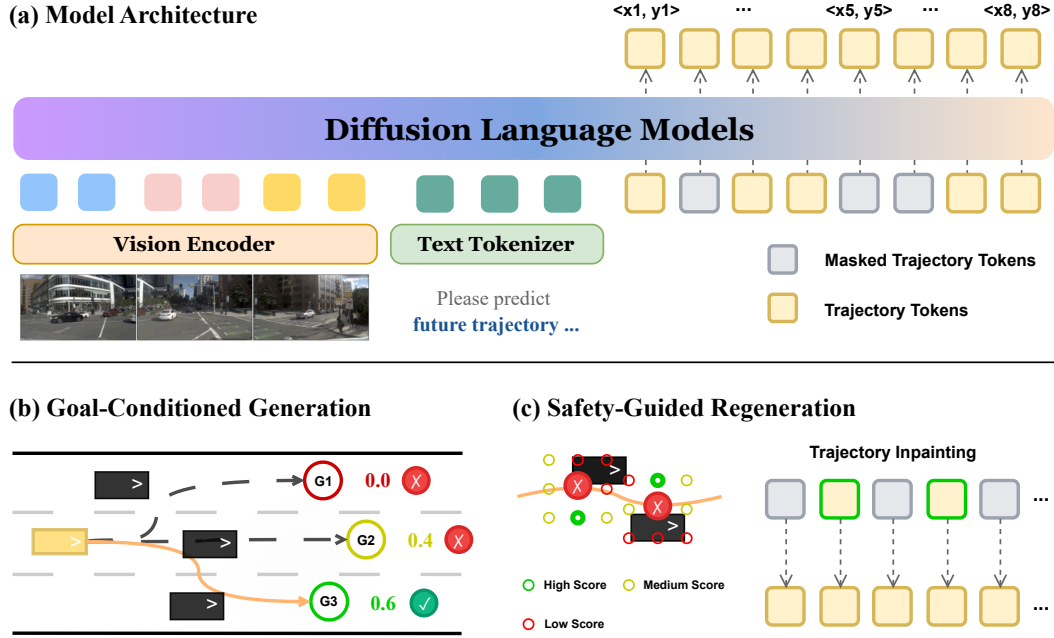 (a) Model Architecture
<x1, y1> ... <x5, y5> ... <x8, y8>
Diffusion Language Models
Vision Encoder
Text Tokenizer
Please predict
future trajectory ...
Masked Trajectory Tokens
Trajectory Tokens
(b) Goal-Conditioned Generation
G1 0.0 X
> G2 0.4 X
G3 0.6 ✓
(c) Safety-Guided Regeneration
Trajectory Inpainting
...
High Score
Medium Score
Low Score
...